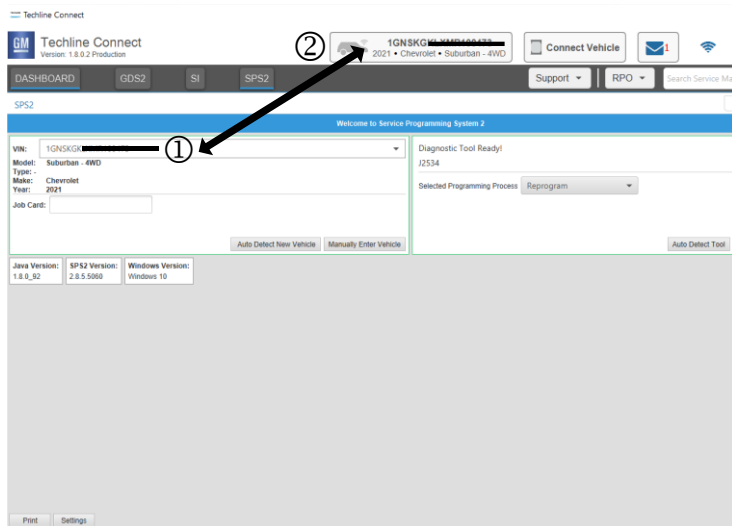 Techline Connect
GM
Techline Connect
Version: 1.8.0.2 Production
②
2021 • Chevrolet • Suburban - 4WD
Connect Vehicle
1
DASHBOARD
GDS2
SI
SPS2
Support
RPO
Search Service Ma
SPS2
Welcome to Service Programming System 2
VIN:
1GNSKGK
①
Model: Suburban - 4WD
Type: -
Make: Chevrolet
Year: 2021
Job Card:
Auto Detect New Vehicle
Manually Enter Vehicle
Diagnostic Tool Ready!
J2534
Selected Programming Process
Reprogram
Auto Detect Tool
Java Version:
1.8.0_92
SPS2 Version:
2.8.5.5060
Windows Version:
Windows 10
Print
Settings